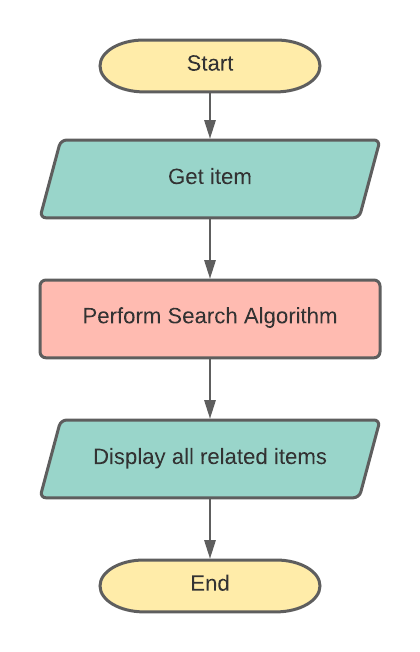 Start
Get item
Perform Search Algorithm
Display all related items
End